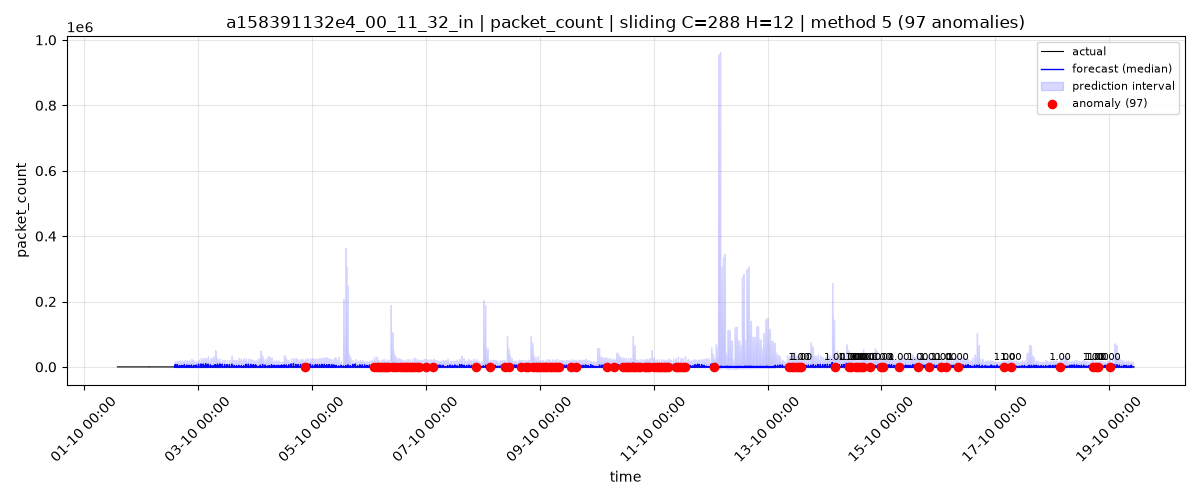 a158391132e4_00_11_32_in | packet_count | sliding C=288 H=12 | method 5 (97 anomalies)
1e6
1.0
0.8
0.6
0.4
0.2
0.0
packet_count
actual
forecast (median)
prediction interval
anomaly (97)
1.00
1.00
1.00
1.00
01-10 00:00
03-10 00:00
05-10 00:00
07-10 00:00
09-10 00:00
11-10 00:00
13-10 00:00
15-10 00:00
17-10 00:00
19-10 00:00
time